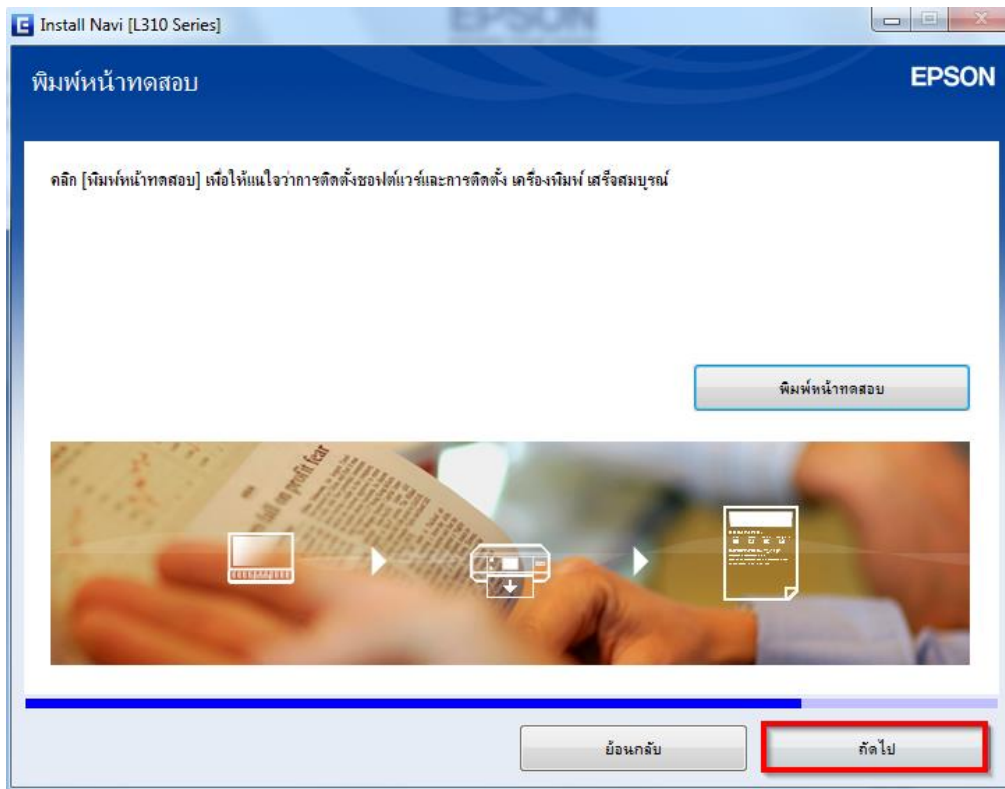 EPSON
Install Navi [L310 Series]
พิมพ์หน้าทดสอบ
EPSON
คลิก [พิมพ์หน้าทดสอบ] เพื่อให้แน่ใจว่าการติดตั้งซอฟต์แวร์และการติดตั้ง เครื่องพิมพ์ เสร็จสมบูรณ์
พิมพ์หน้าทดสอบ
fall on profit fear
ย้อนกลับ
ถัดไป